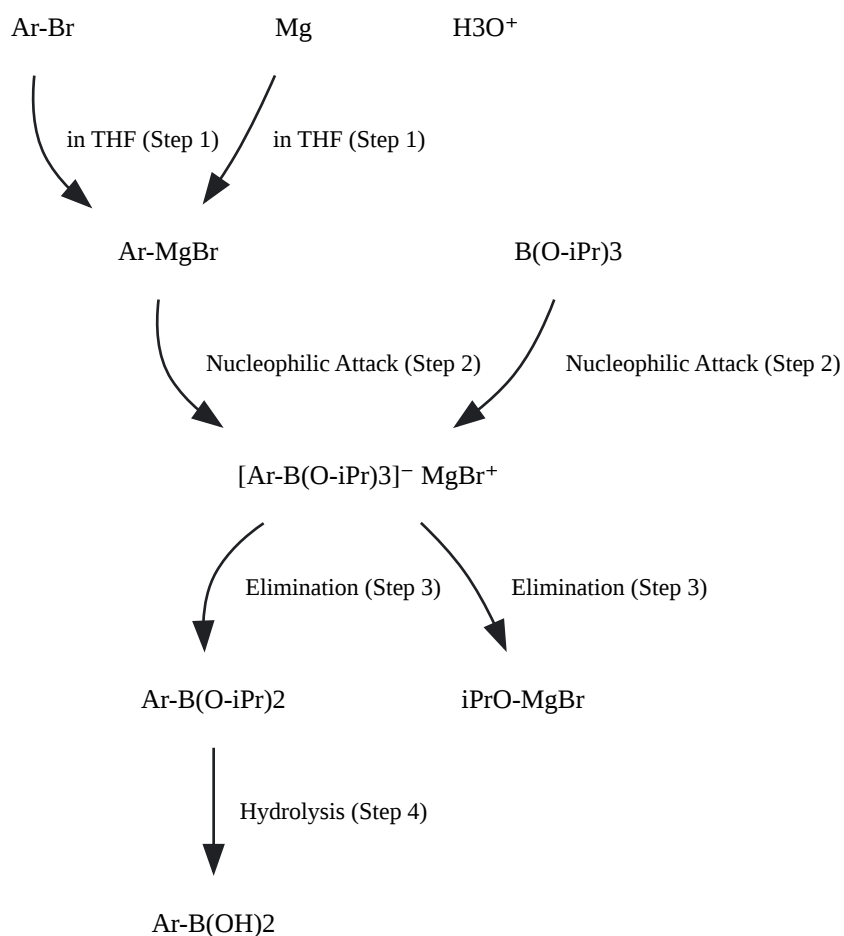 Ar-Br
Mg
H3O⁺
in THF (Step 1)
in THF (Step 1)
Ar-MgBr
B(O-iPr)3
Nucleophilic Attack (Step 2)
Nucleophilic Attack (Step 2)
[Ar-B(O-iPr)3]⁻ MgBr⁺
Elimination (Step 3)
Elimination (Step 3)
Ar-B(O-iPr)2
iPrO-MgBr
Hydrolysis (Step 4)
Ar-B(OH)2